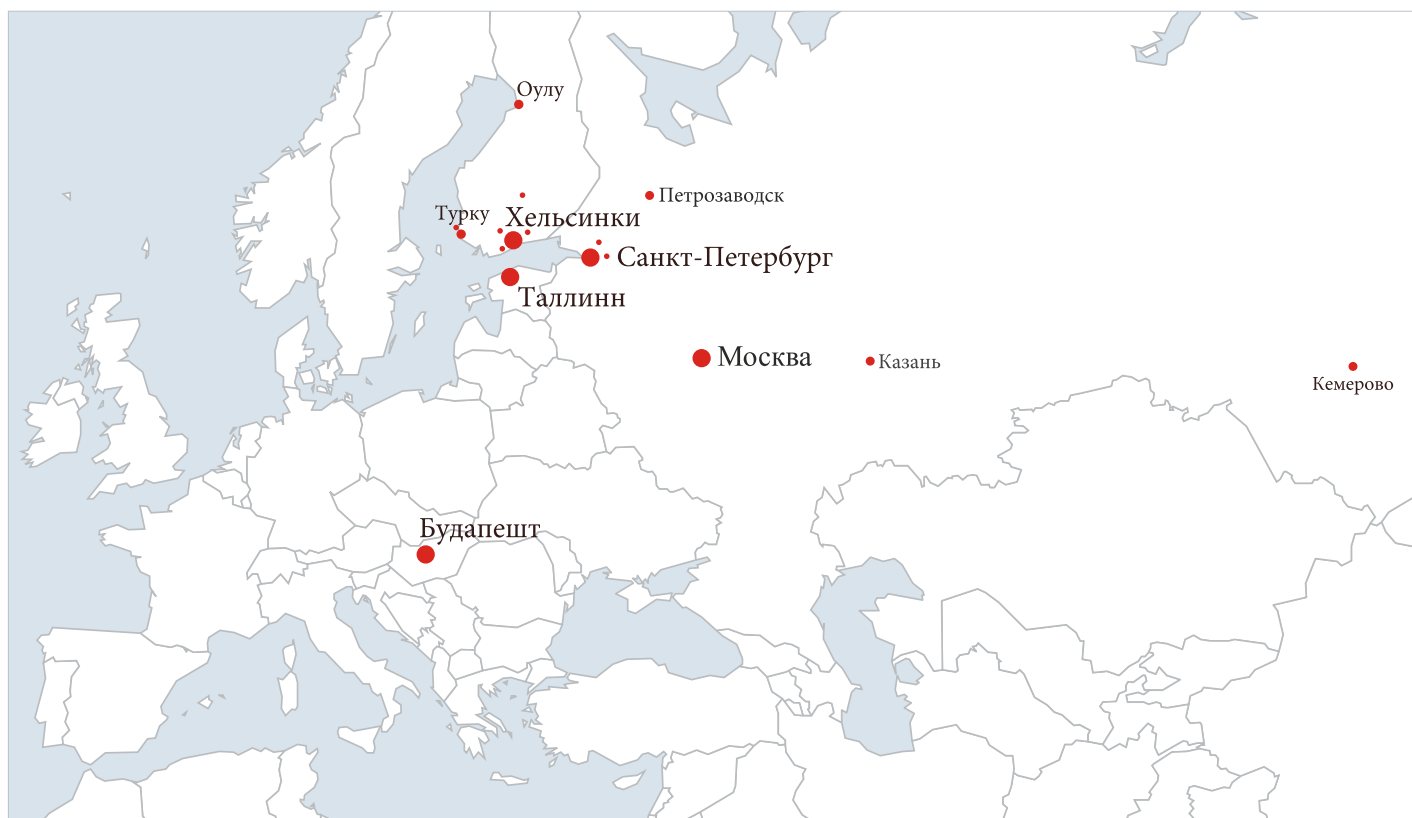 Оулу
Петрозаводск
Турку
Хельсинки
Санкт-Петербург
Таллинн
Москва
Казань
Кемерово
Будапешт